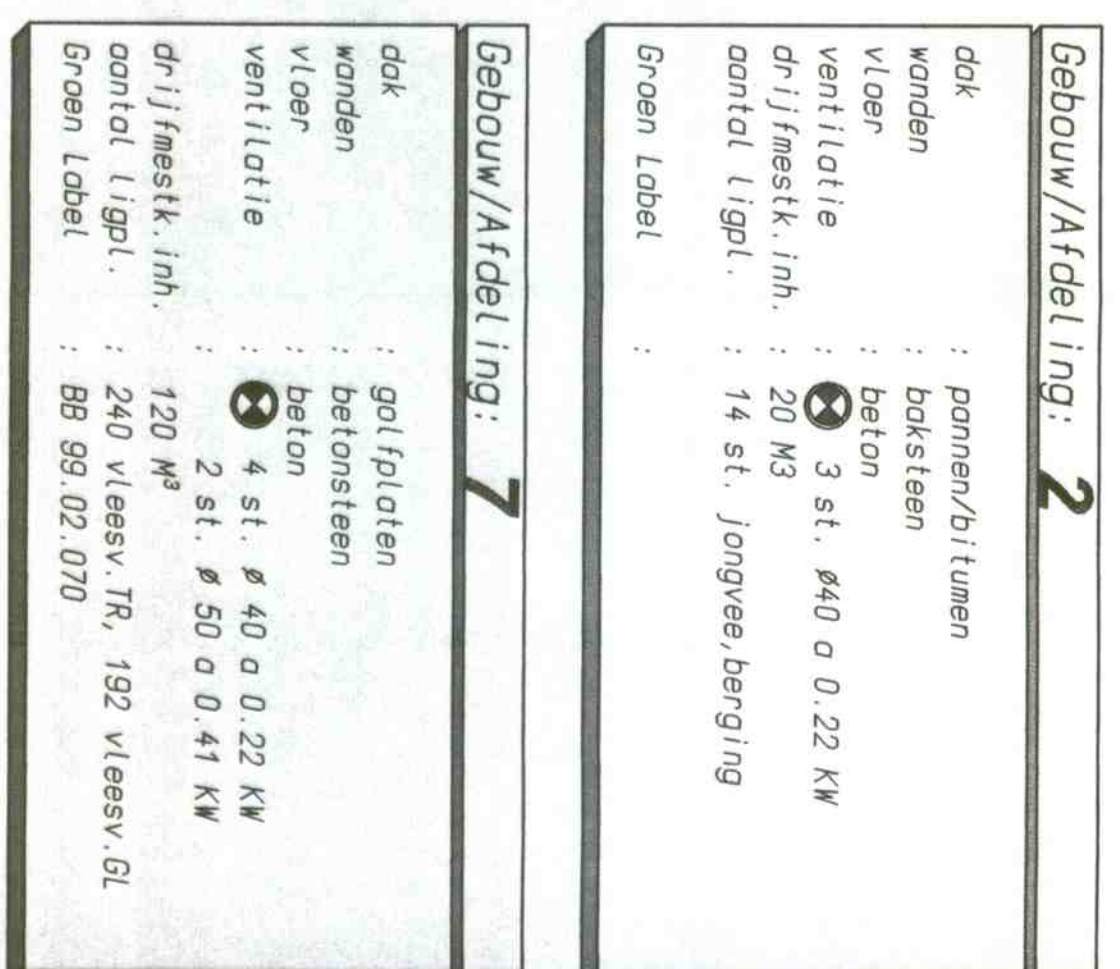 Gebouw/Afdeling: 2
dak : pannen/bitumen
wanden : baksteen
vloer : beton
ventilatie : 3 st. ø40 a 0.22 KW
drijfmestk.inh. : 20 M3
aantal ligpl. : 14 st. jongvee,berging
Groen Label :
Gebouw/Afdeling: 7
dak : golfplaten
wanden : betonsteen
vloer : beton
ventilatie : 4 st. ø 40 a 0.22 KW
: 2 st. ø 50 a 0.41 KW
drijfmestk.inh. : 120 M³
aantal ligpl. : 240 vleesv.TR, 192 vleesv.GL
Groen Label : BB 99.02.070